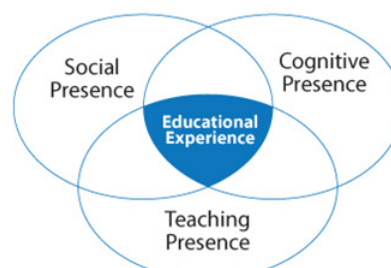 Social
Presence
Cognitive
Presence
Educational
Experience
Teaching
Presence